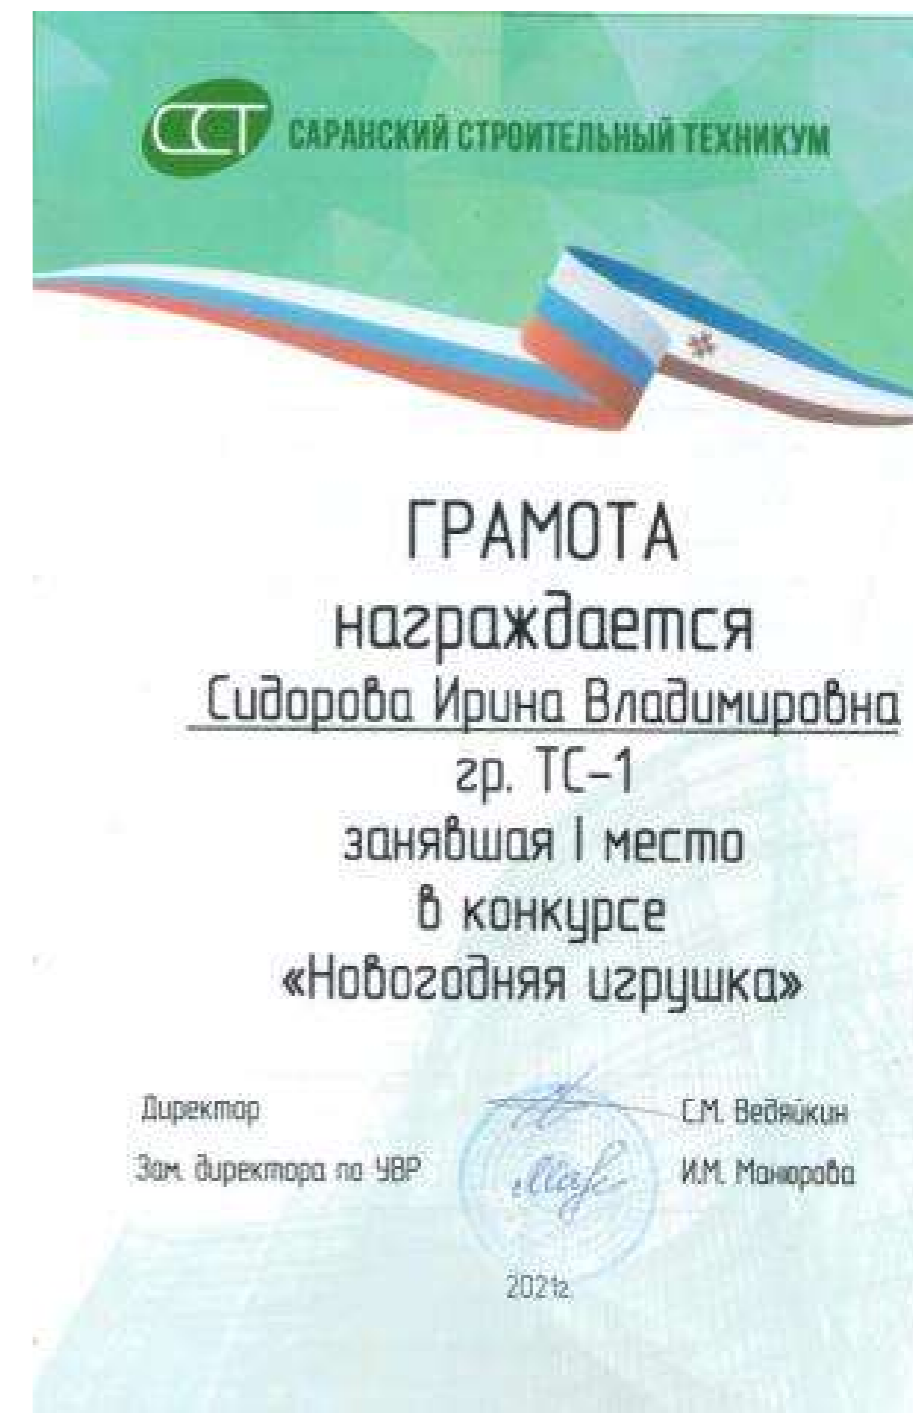 ССТ САРАНСКИЙ СТРОИТЕЛЬНЫЙ ТЕХНИКУМ
ГРАМОТА
награждается
Сидорова Ирина Владимировна
гр. ТС-1
занявшая I место
в конкурсе
«Новогодняя игрушка»
Директор С.М. Ведяйкин
Зам. директора по УВР И.М. Манюрова
2021г.